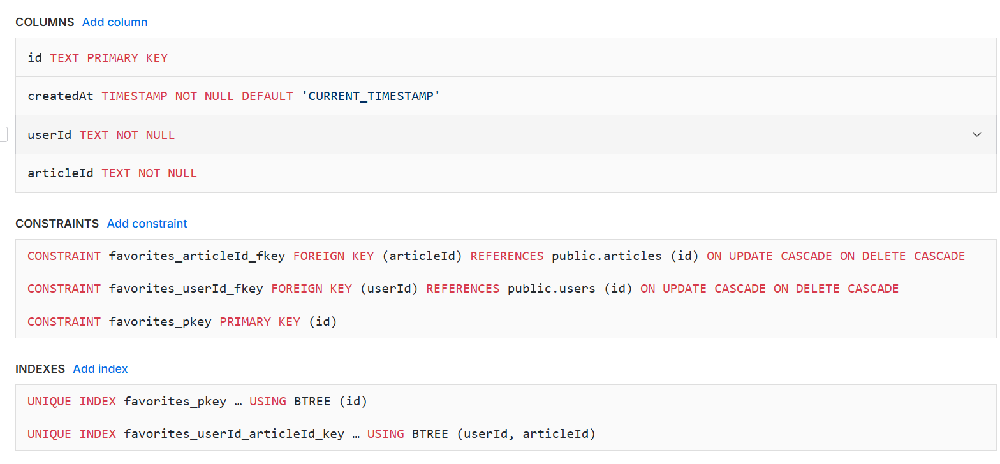 COLUMNS Add column
id TEXT PRIMARY KEY
createdAt TIMESTAMP NOT NULL DEFAULT 'CURRENT_TIMESTAMP'
userId TEXT NOT NULL
articleId TEXT NOT NULL
CONSTRAINTS Add constraint
CONSTRAINT favorites_articleId_fkey FOREIGN KEY (articleId) REFERENCES public.articles (id) ON UPDATE CASCADE ON DELETE CASCADE
CONSTRAINT favorites_userId_fkey FOREIGN KEY (userId) REFERENCES public.users (id) ON UPDATE CASCADE ON DELETE CASCADE
CONSTRAINT favorites_pkey PRIMARY KEY (id)
INDEXES Add index
UNIQUE INDEX favorites_pkey … USING BTREE (id)
UNIQUE INDEX favorites_userId_articleId_key … USING BTREE (userId, articleId)